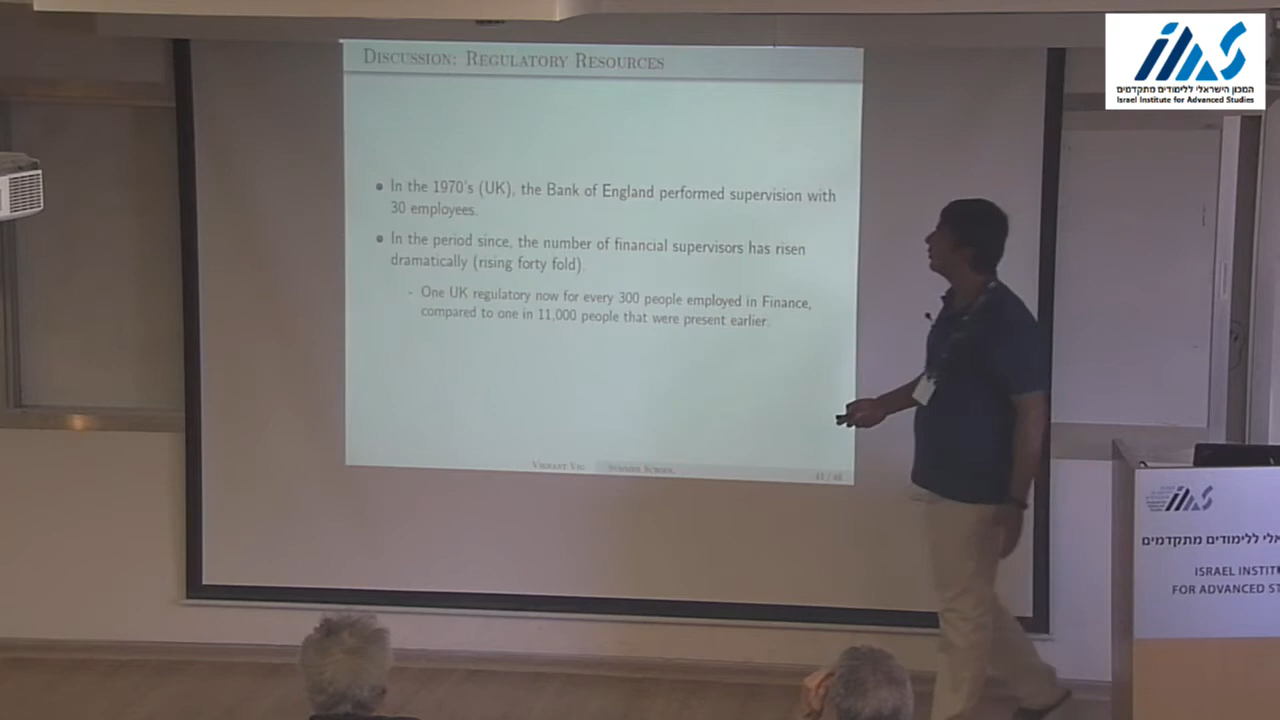 DISCUSSION: REGULATORY RESOURCES
In the 1970's (UK), the Bank of England performed supervision with
30 employees.
In the period since, the number of financial supervisors has risen
dramatically (rising forty fold).
- One UK regulatory now for every 300 people employed in Finance,
compared to one in 11,000 people that were present earlier.
VIKRANT VIG SUMMER SCHOOL
המכון הישראלי ללימודים מתקדמים
Israel Institute for Advanced Studies
אלי ללימודים מתקדמים
ISRAEL INSTIT
FOR ADVANCED ST